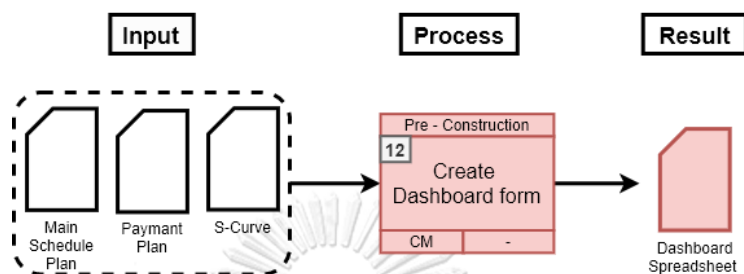 Input
Process
Result
Main
Schedule
Plan
Paymant
Plan
S-Curve
Pre - Construction
12
Create
Dashboard form
CM
-
Dashboard
Spreadsheet